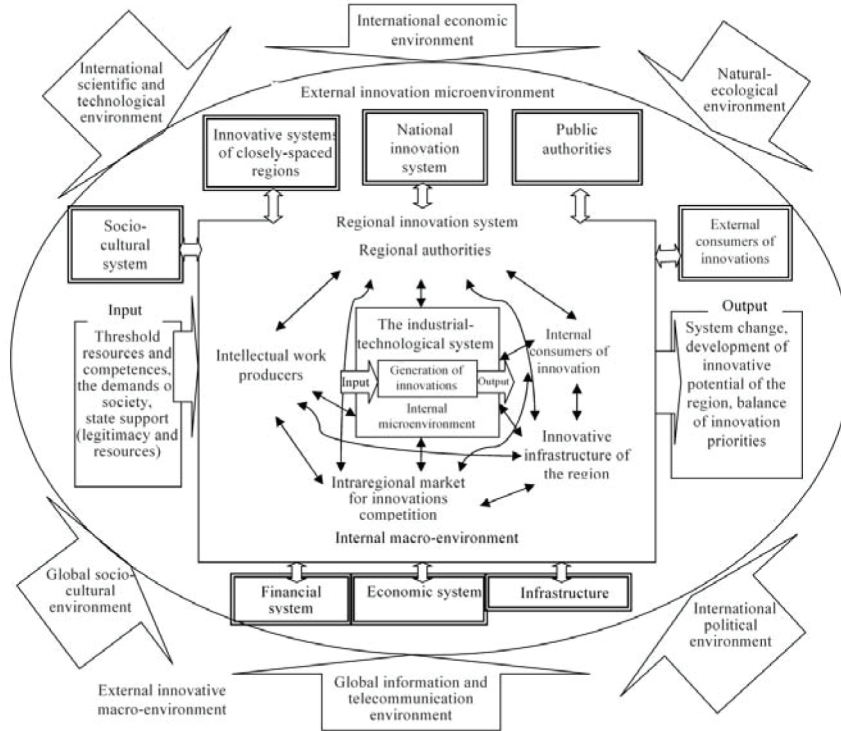 International economic
environment
International
scientific and
technological
environment
Natural-
ecological
environment
External innovation microenvironment
Innovative systems
of closely-spaced
regions
National
innovation
system
Public
authorities
Socio-
cultural
system
Regional innovation system
Regional authorities
External
consumers of
innovations
Input
Threshold
resources and
competences,
the demands o
society,
state support
(legitimacy and
resources)
Intellectual work
producers
The industrial-
technological system
Input
Generation of
innovations
Output
Internal
microenvironment
Internal
consumers of
innovation
Innovative
infrastructure of
the region
Intraregional market
for innovations
competition
Internal macro-environment
Output
System change,
development of
innovative
potential of the
region, balance
of innovation
priorities
Financial
system
Economic system
Infrastructure
Global socio-
cultural
environment
International
political
environment
External innovative
macro-environment
Global information and
telecommunication
environment